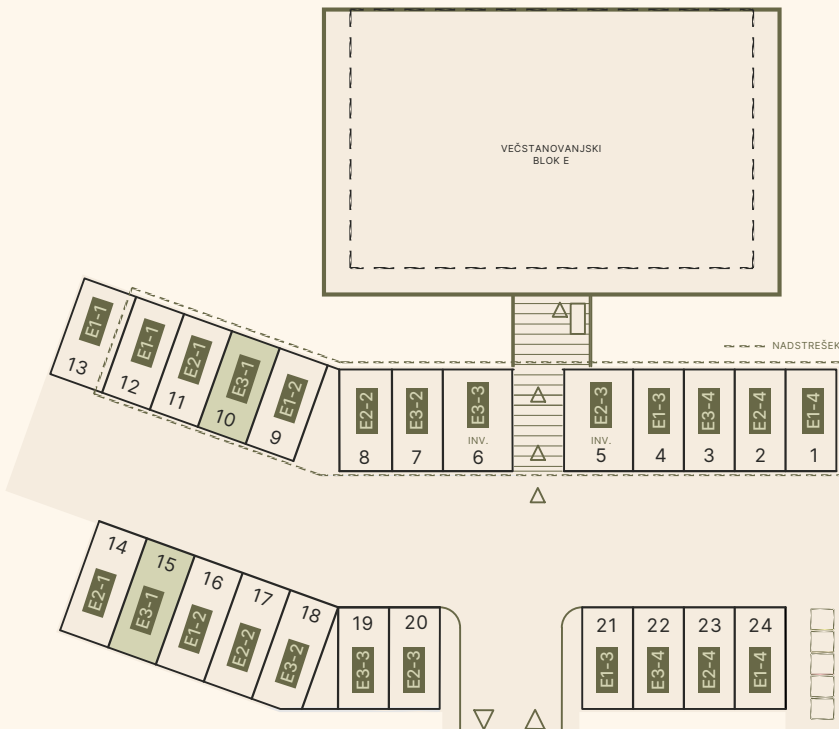 VEČSTANOVANJSKI
BLOK E
NADSTREŠEK
E1-1
13
E1-1
12
E2-1
11
E3-1
10
E1-2
9
E2-2
8
E3-2
7
E3-3
INV.
6
E2-3
INV.
5
E1-3
4
E3-4
3
E2-4
2
E1-4
1
14
E2-1
15
E3-1
16
E1-2
17
E2-2
18
E3-2
19
E3-3
20
E2-3
21
E1-3
22
E3-4
23
E2-4
24
E1-4